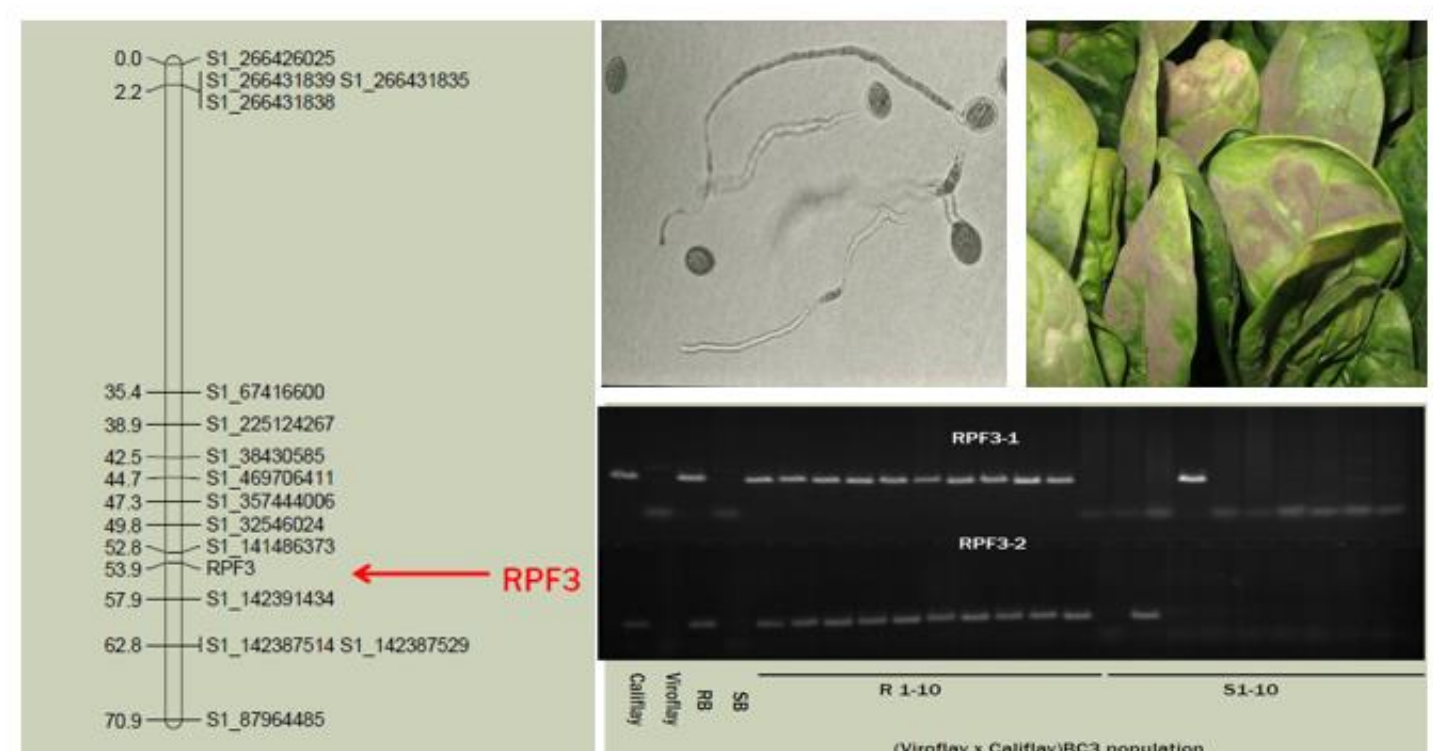 0.0 S1_266426025
S1_266431839 S1_266431835
2.2
S1_266431838
35.4 S1_67416600
38.9 S1_225124267
42.5 S1_38430585
44.7 S1_469706411
47.3 S1_357444006
49.8 S1_32546024
52.8 S1_141486373
53.9 RPF3
RPF3
57.9 S1_142391434
62.8 S1_142387514 S1_142387529
70.9 S1_87964485
RPF3-1
RPF3-2
Califlay
Viroflay
RB
SB
R 1-10
S1-10
(Viroflay x Califlay)BC3 population